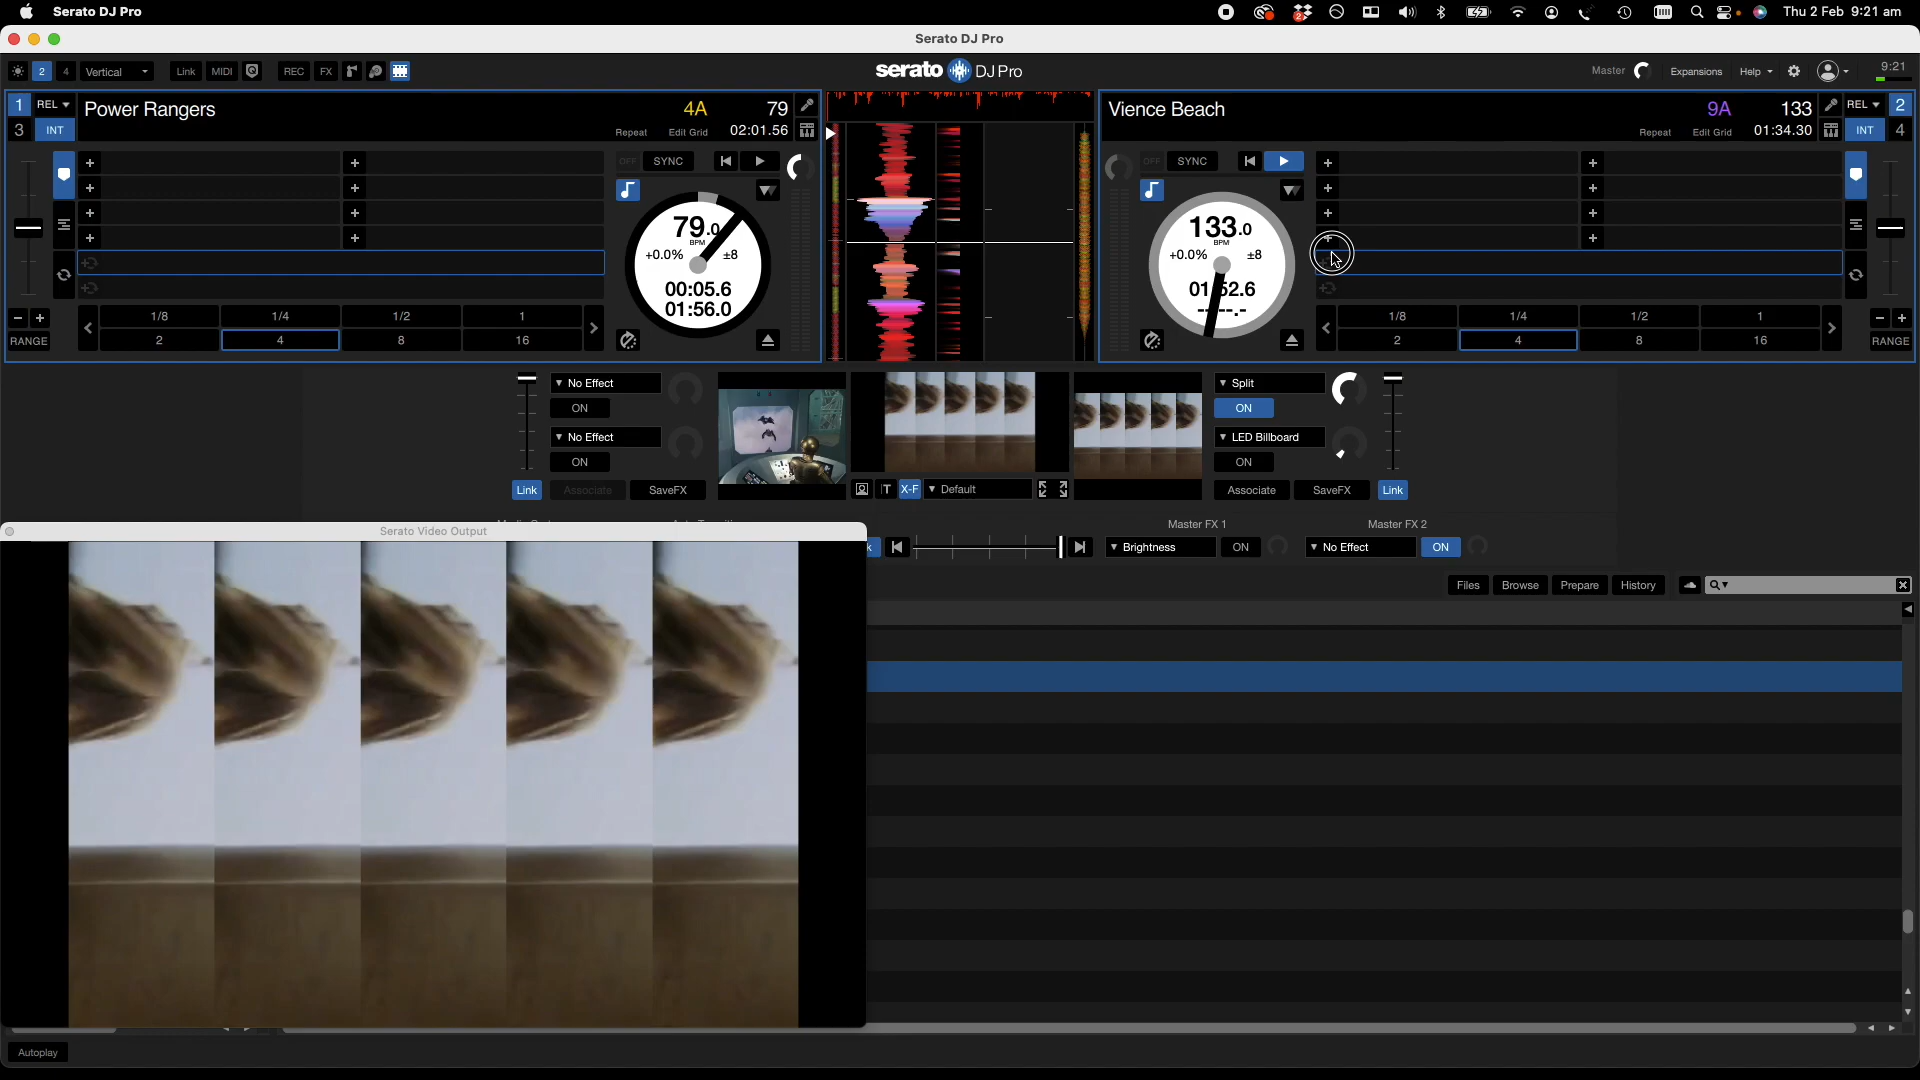 Serato DJ Pro
2
Thu 2 Feb 9:21 am
Serato DJ Pro
2 4 Vertical Link MIDI REC FX
serato DJ Pro
Master Expansions Help 9:21
1 REL Power Rangers 4A 79
3 INT Repeat Edit Grid 02:01.56
Vience Beach 9A 133 REL 2
Repeat Edit Grid 01:34.30 INT 4
OFF SYNC
OFF SYNC
79.0
BPM
+0.0% ±8
00:05.6
01:56.0
133.0
BPM
+0.0% ±8
01:52.6
--:--.-
1/8 1/4 1/2 1
2 4 8 16
RANGE
1/8 1/4 1/2 1
2 4 8 16
RANGE
No Effect
ON
No Effect
ON
Link Associate SaveFX
T X-F Default
Split
ON
LED Billboard
ON
Associate SaveFX Link
Serato Video Output
Master FX 1 Master FX 2
Brightness ON No Effect ON
Files Browse Prepare History
Autoplay